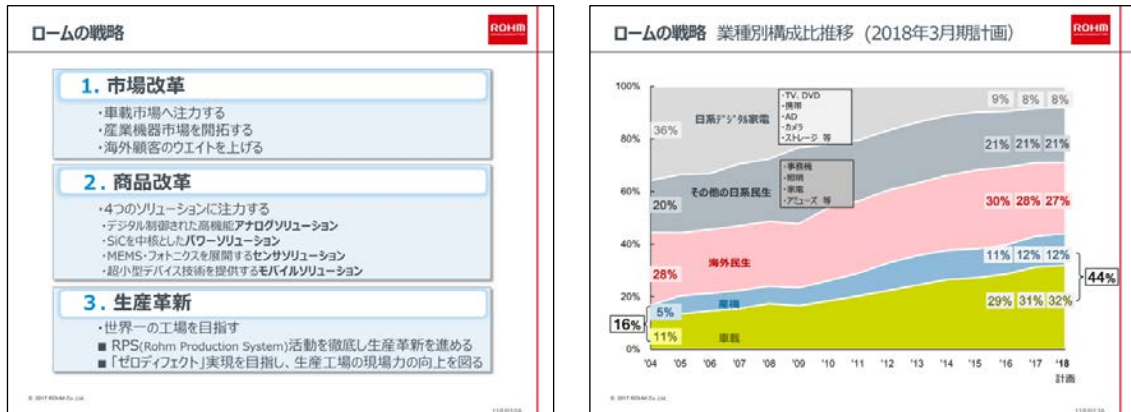 ロームの戦略
ROHM
SEMICONDUCTOR
1. 市場改革
・車載市場へ注力する
・産業機器市場を開拓する
・海外顧客のウエイトを上げる
2. 商品改革
・4つのソリューションに注力する
・デジタル制御された高機能アナログソリューション
・SiCを中核としたパワーソリューション
・MEMS・フォトニクスを展開するセンサソリューション
・超小型デバイス技術を提供するモバイルソリューション
3. 生産革新
・世界一の工場を目指す
■ RPS(Rohm Production System)活動を徹底し生産革新を進める
■「ゼロディフェクト」実現を目指し、生産工場の現場力の向上を図る
© 2017 ROHM Co., Ltd.
ロームの戦略 業種別構成比推移 (2018年3月期計画)
ROHM
SEMICONDUCTOR
100%
80%
60%
40%
20%
0%
36%
日系デジタル家電
・TV、DVD
・携帯
・AD
・カメラ
・ストレージ 等
9% 8% 8%
20%
その他の日系民生
・事務機
・照明
・家電
・アミューズ 等
21% 21% 21%
28%
海外民生
30% 28% 27%
5%
産機
11% 12% 12%
16%
44%
11%
車載
29% 31% 32%
'04 '05 '06 '07 '08 '09 '10 '11 '12 '13 '14 '15 '16 '17 '18
計画
© 2017 ROHM Co., Ltd.